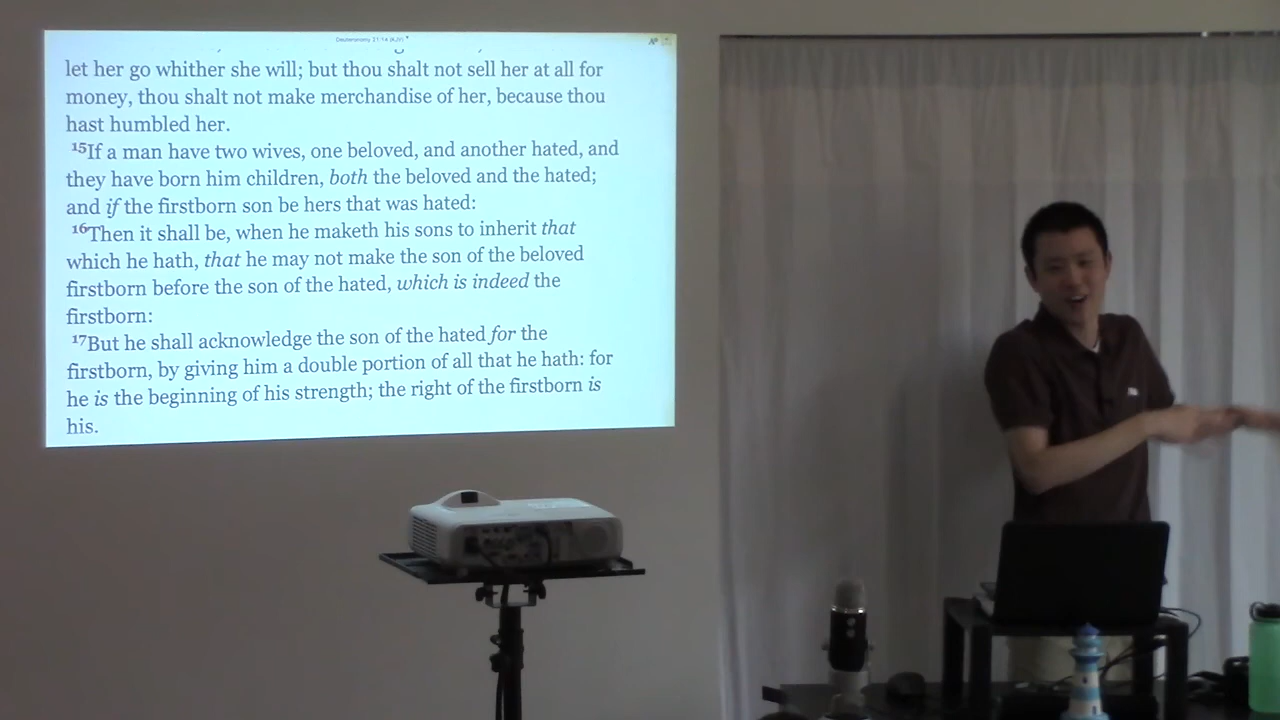 Deuteronomy 21:14 (KJV)
let her go whither she will; but thou shalt not sell her at all for
money, thou shalt not make merchandise of her, because thou
hast humbled her.
15If a man have two wives, one beloved, and another hated, and
they have born him children, both the beloved and the hated;
and if the firstborn son be hers that was hated:
16Then it shall be, when he maketh his sons to inherit that
which he hath, that he may not make the son of the beloved
firstborn before the son of the hated, which is indeed the
firstborn:
17But he shall acknowledge the son of the hated for the
firstborn, by giving him a double portion of all that he hath: for
he is the beginning of his strength; the right of the firstborn is
his.